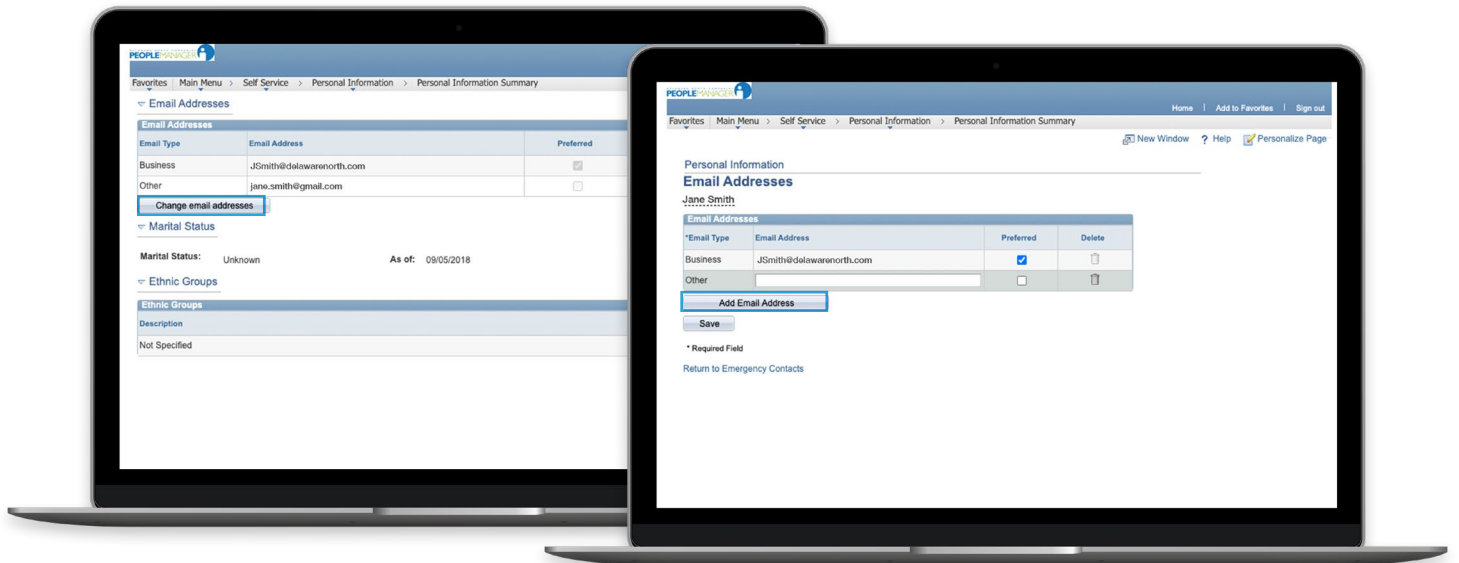 PEOPLEMANAGER
Favorites Main Menu > Self Service > Personal Information > Personal Information Summary
Email Addresses
Email Addresses
Email Type Email Address Preferred
Business JSmith@delawarenorth.com
Other jane.smith@gmail.com
Change email addresses
Marital Status
Marital Status: Unknown As of: 09/05/2018
Ethnic Groups
Ethnic Groups
Description
Not Specified
PEOPLEMANAGER
Home | Add to Favorites | Sign out
Favorites Main Menu > Self Service > Personal Information > Personal Information Summary
New Window ? Help Personalize Page
Personal Information
Email Addresses
Jane Smith
Email Addresses
*Email Type Email Address Preferred Delete
Business JSmith@delawarenorth.com
Other
Add Email Address
Save
* Required Field
Return to Emergency Contacts